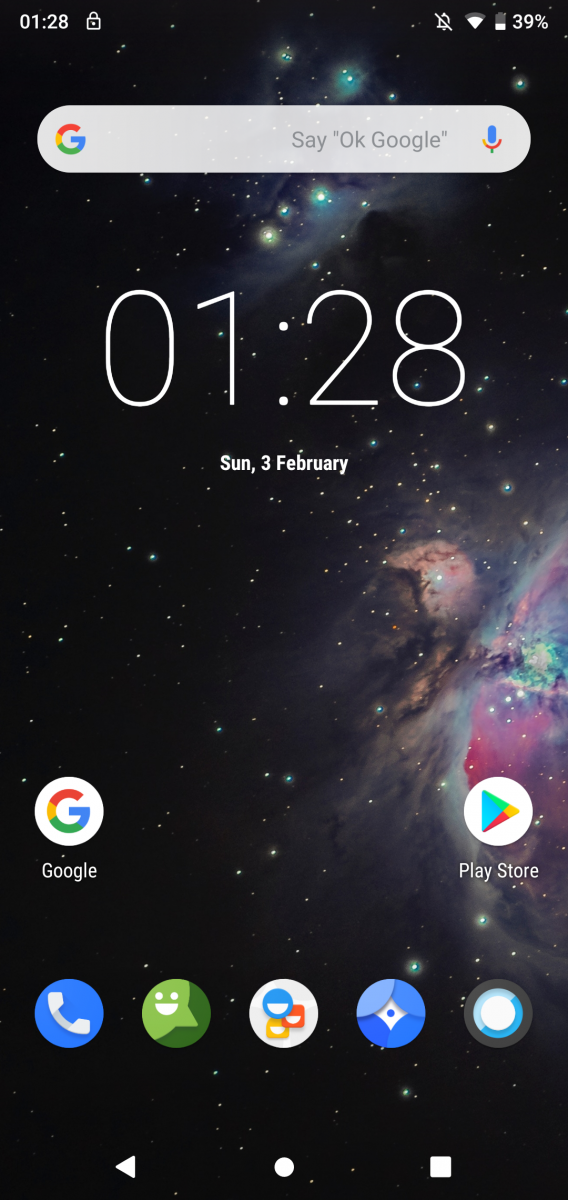 01:28 39%
Say "Ok Google"
01:28
Sun, 3 February
Google Play Store